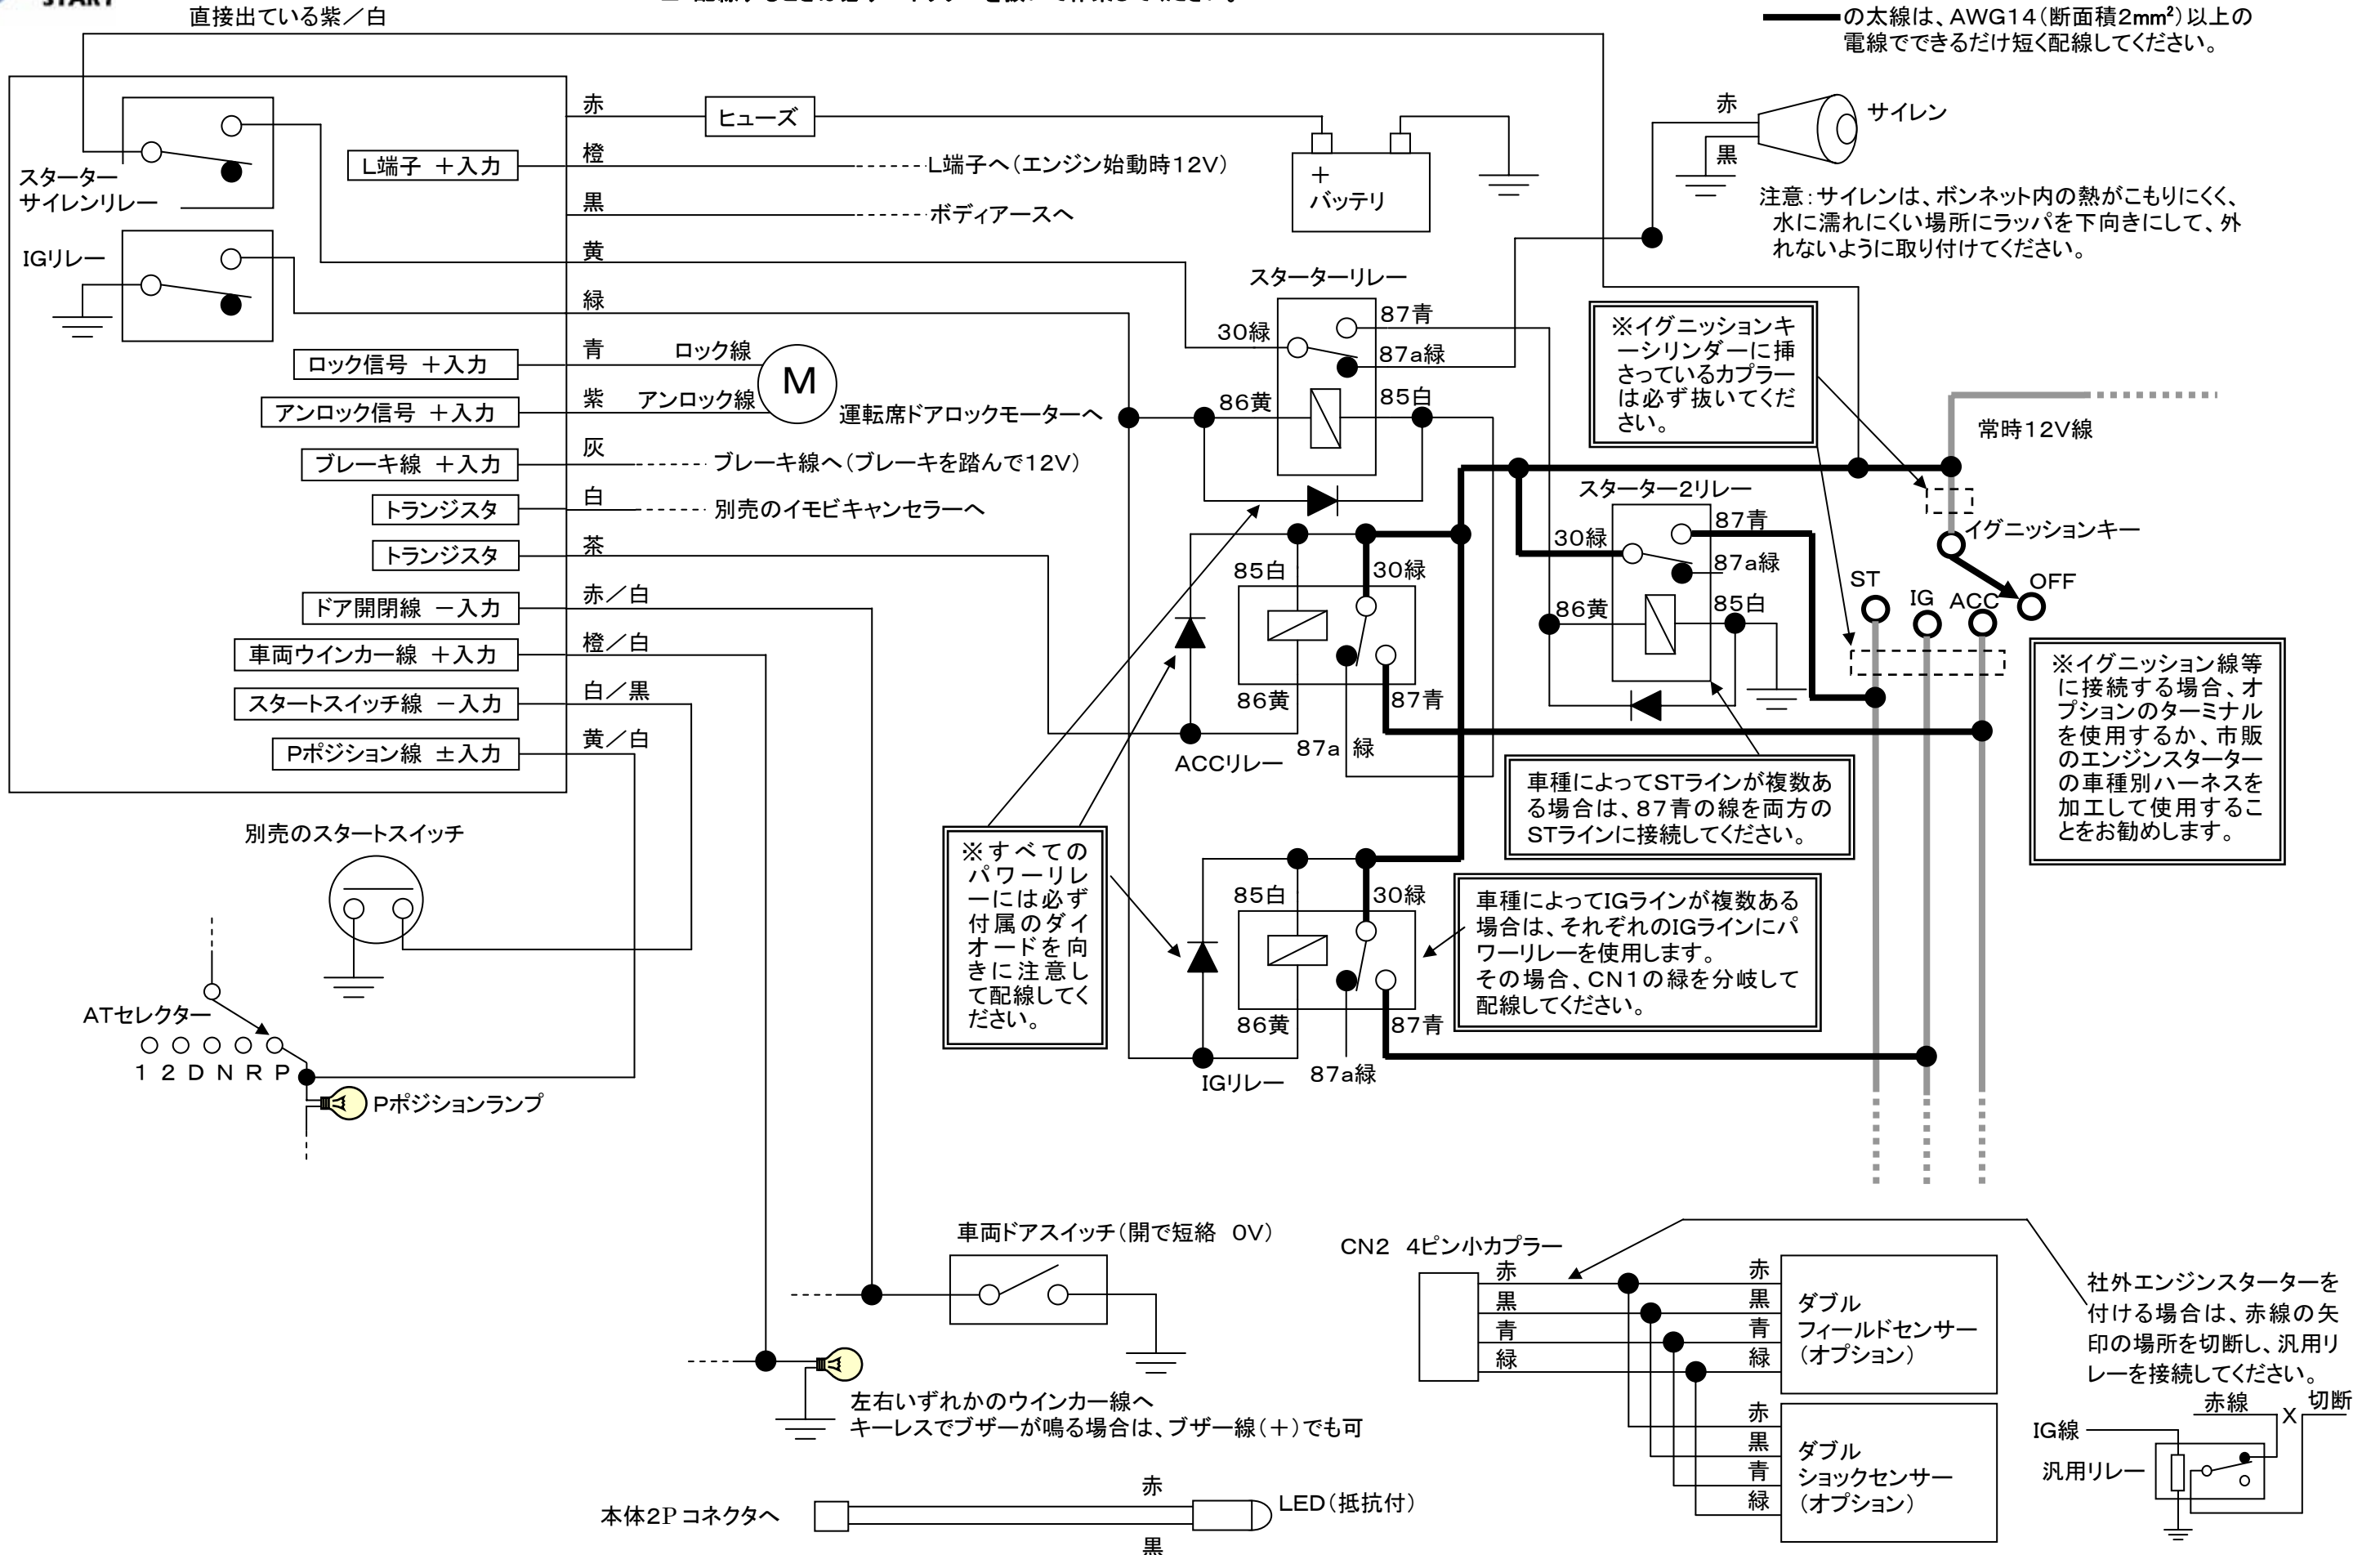 START
直接出ている紫／白
の太線は、AWG14（断面積2mm²）以上の
電線でできるだけ短く配線してください。
赤
ヒューズ
赤
サイレン
L端子 ＋入力
橙
L端子へ（エンジン始動時12V）
＋
バッテリ
黒
スターター
サイレンリレー
黒
ボディアースへ
注意：サイレンは、ボンネット内の熱がこもりにくく、
水に濡れにくい場所にラッパを下向きにして、外
れないように取り付けてください。
IGリレー
黄
緑
スターターリレー
30緑
87青
87a緑
86黄
85白
※イグニッションキ
ーシリンダーに挿
さっているカプラー
は必ず抜いてくだ
さい。
ロック信号 ＋入力
青
ロック線
M
アンロック信号 ＋入力
紫
アンロック線
運転席ドアロックモーターへ
常時12V線
ブレーキ線 ＋入力
灰
ブレーキ線へ（ブレーキを踏んで12V）
トランジスタ
白
別売のイモビキャンセラーへ
スターター2リレー
30緑
87青
87a緑
86黄
85白
イグニッションキー
トランジスタ
茶
85白
30緑
ST
IG
ACC
OFF
ドア開閉線 －入力
赤／白
車両ウインカー線 ＋入力
橙／白
スタートスイッチ線 －入力
白／黒
86黄
87青
Pポジション線 ±入力
黄／白
87a 緑
ACCリレー
※イグニッション線等
に接続する場合、オ
プションのターミナル
を使用するか、市販
のエンジンスターター
の車種別ハーネスを
加工して使用するこ
とをお勧めします。
車種によってSTラインが複数あ
る場合は、87青の線を両方の
STラインに接続してください。
別売のスタートスイッチ
※すべての
パワーリレ
ーには必ず
付属のダイ
オードを向
きに注意し
て配線してく
ださい。
85白
30緑
車種によってIGラインが複数ある
場合は、それぞれのIGラインにパ
ワーリレーを使用します。
その場合、CN1の緑を分岐して
配線してください。
86黄
87青
IGリレー
87a緑
ATセレクター
1 2 D N R P
Pポジションランプ
車両ドアスイッチ（開で短絡 0V）
CN2 4ピン小カプラー
赤
黒
青
緑
赤
黒
青
緑
ダブル
フィールドセンサー
（オプション）
社外エンジンスターターを
付ける場合は、赤線の矢
印の場所を切断し、汎用リ
レーを接続してください。
左右いずれかのウインカー線へ
キーレスでブザーが鳴る場合は、ブザー線（＋）でも可
赤
黒
青
緑
ダブル
ショックセンサー
（オプション）
赤線
X
切断
IG線
汎用リレー
本体2P コネクタへ
赤
黒
LED（抵抗付）